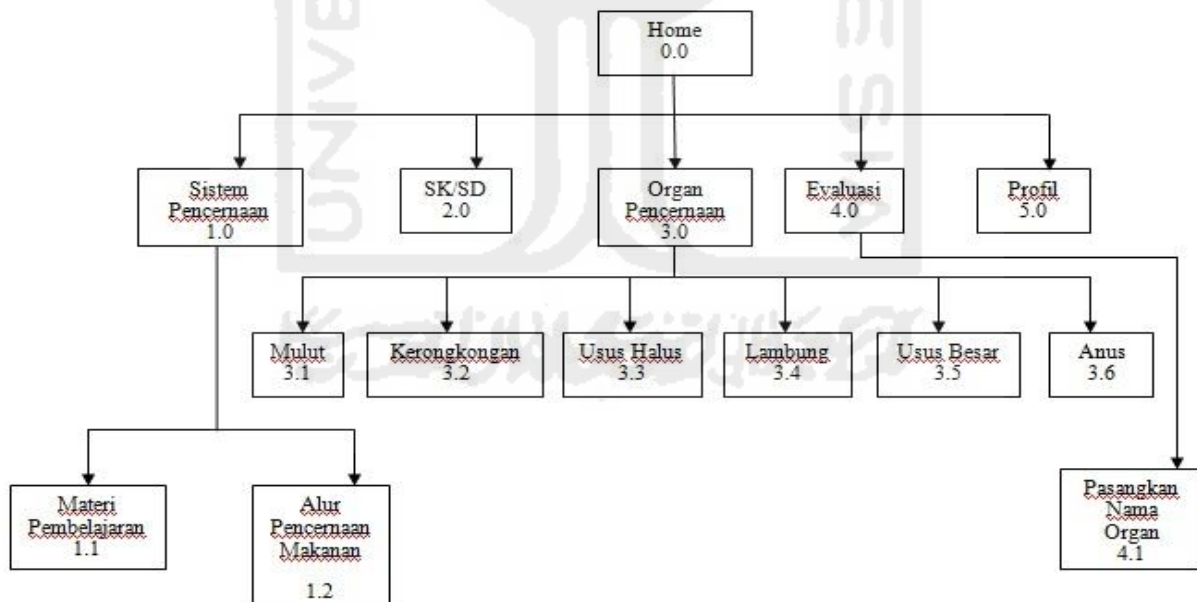 Home
0.0
Sistem
Pencernaan
1.0
SK/SD
2.0
Organ
Pencernaan
3.0
Evaluasi
4.0
Profil
5.0
Mulut
3.1
Kerongkongan
3.2
Usus Halus
3.3
Lambung
3.4
Usus Besar
3.5
Anus
3.6
Materi
Pembelajaran
1.1
Alur
Pencernaan
Makanan
1.2
Pasangkan
Nama
Organ
4.1